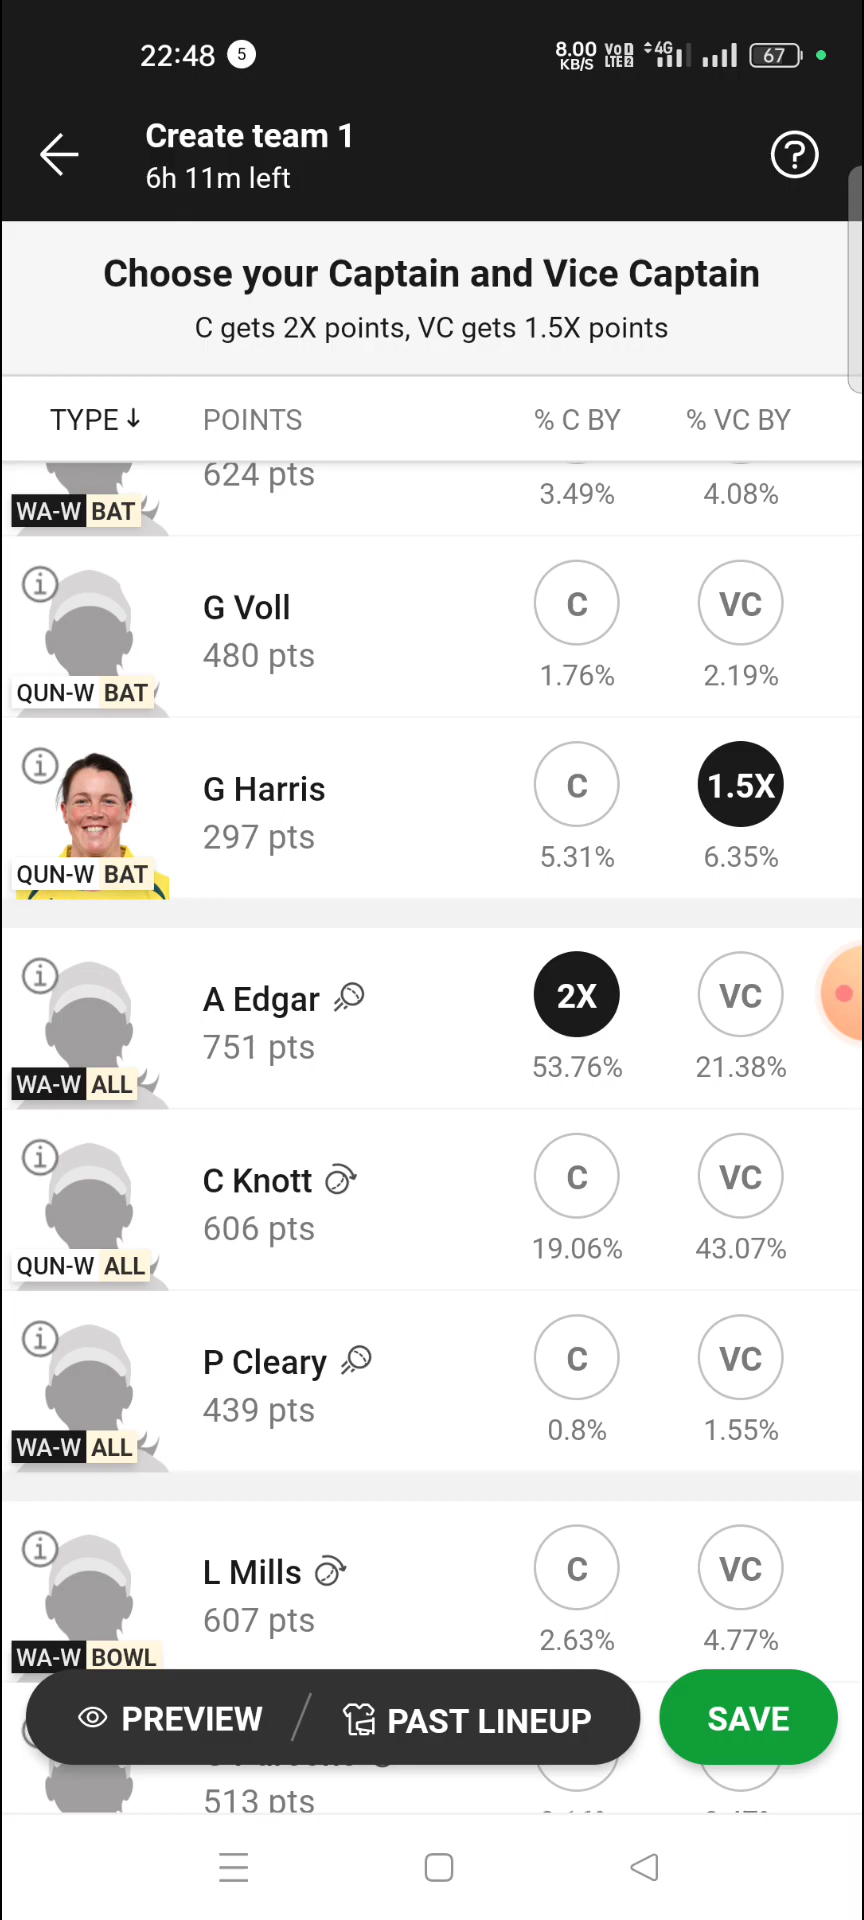 22:48 5 8.00 KB/S VoD LTE2 4G 67
Create team 1
6h 11m left
Choose your Captain and Vice Captain
C gets 2X points, VC gets 1.5X points
TYPE↓ POINTS % C BY % VC BY
624 pts
3.49% 4.08%
WA-W BAT
G Voll C VC
480 pts
1.76% 2.19%
QUN-W BAT
G Harris C 1.5X
297 pts
5.31% 6.35%
QUN-W BAT
A Edgar 2X VC
751 pts
53.76% 21.38%
WA-W ALL
C Knott C VC
606 pts
19.06% 43.07%
QUN-W ALL
P Cleary C VC
439 pts
0.8% 1.55%
WA-W ALL
L Mills C VC
607 pts
2.63% 4.77%
WA-W BOWL
PREVIEW / PAST LINEUP SAVE
513 pts